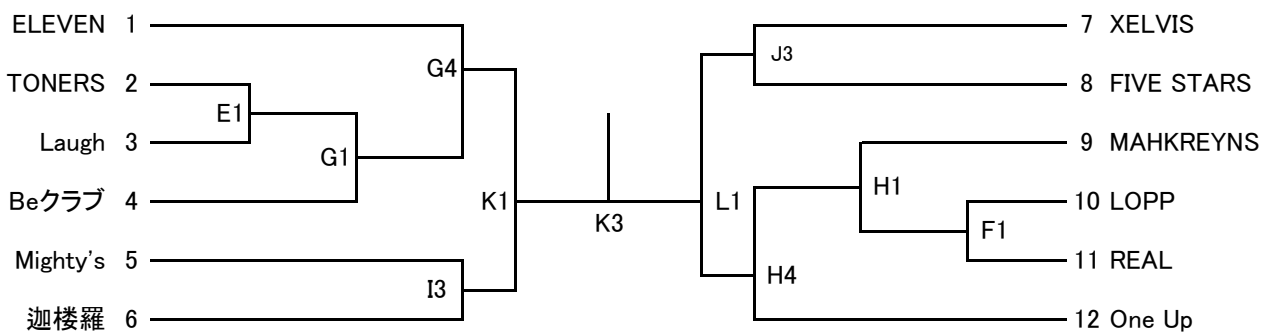 ELEVEN 1
TONERS 2
Laugh 3
Beクラブ 4
Mighty's 5
迦楼羅 6
E1
G1
G4
I3
K1
K3
L1
J3
H1
F1
H4
7 XELVIS
8 FIVE STARS
9 MAHKREYNS
10 LOPP
11 REAL
12 One Up